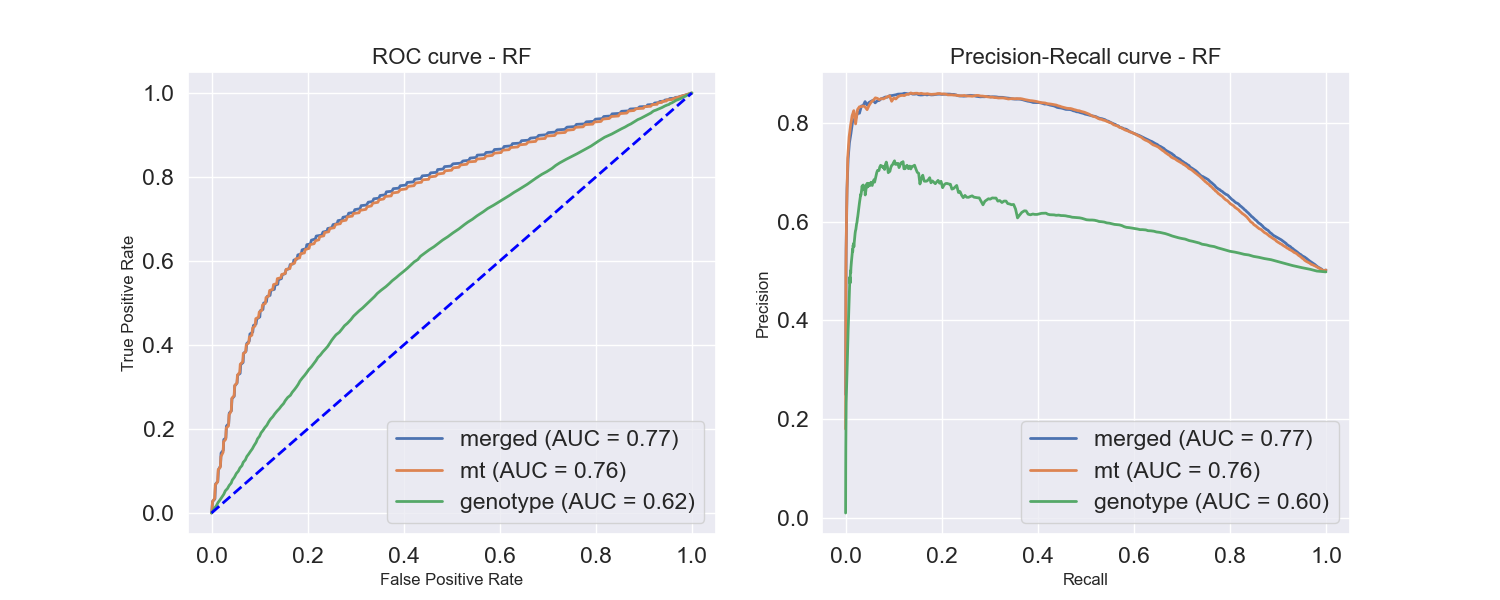 ROC curve - RF
True Positive Rate
1.0
0.8
0.6
0.4
0.2
0.0
merged (AUC = 0.77)
mt (AUC = 0.76)
genotype (AUC = 0.62)
0.0 0.2 0.4 0.6 0.8 1.0
False Positive Rate
Precision-Recall curve - RF
Precision
0.8
0.6
0.4
0.2
0.0
merged (AUC = 0.77)
mt (AUC = 0.76)
genotype (AUC = 0.60)
0.0 0.2 0.4 0.6 0.8 1.0
Recall